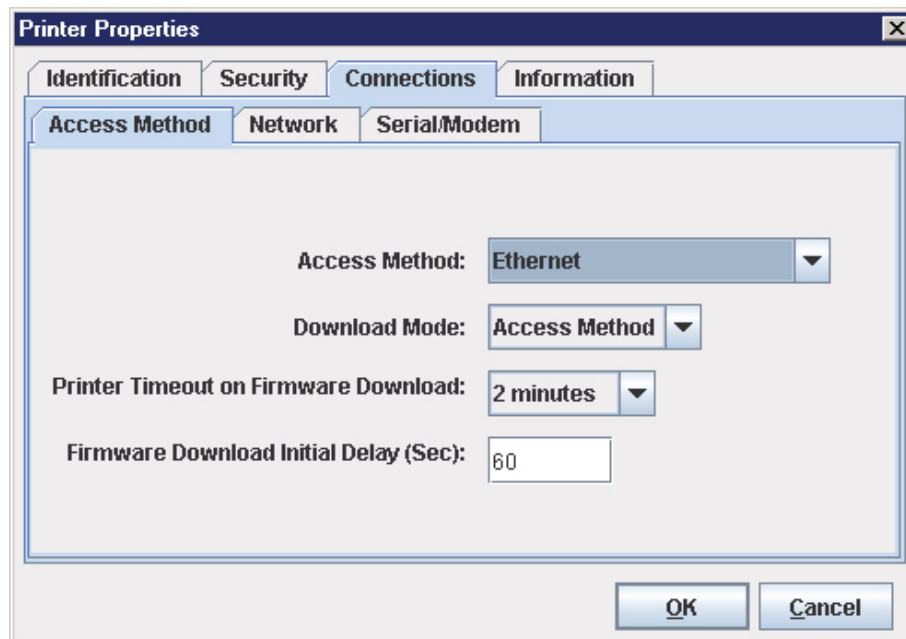 Printer Properties
Identification Security Connections Information
Access Method Network Serial/Modem
Access Method: Ethernet
Download Mode: Access Method
Printer Timeout on Firmware Download: 2 minutes
Firmware Download Initial Delay (Sec): 60
OK Cancel